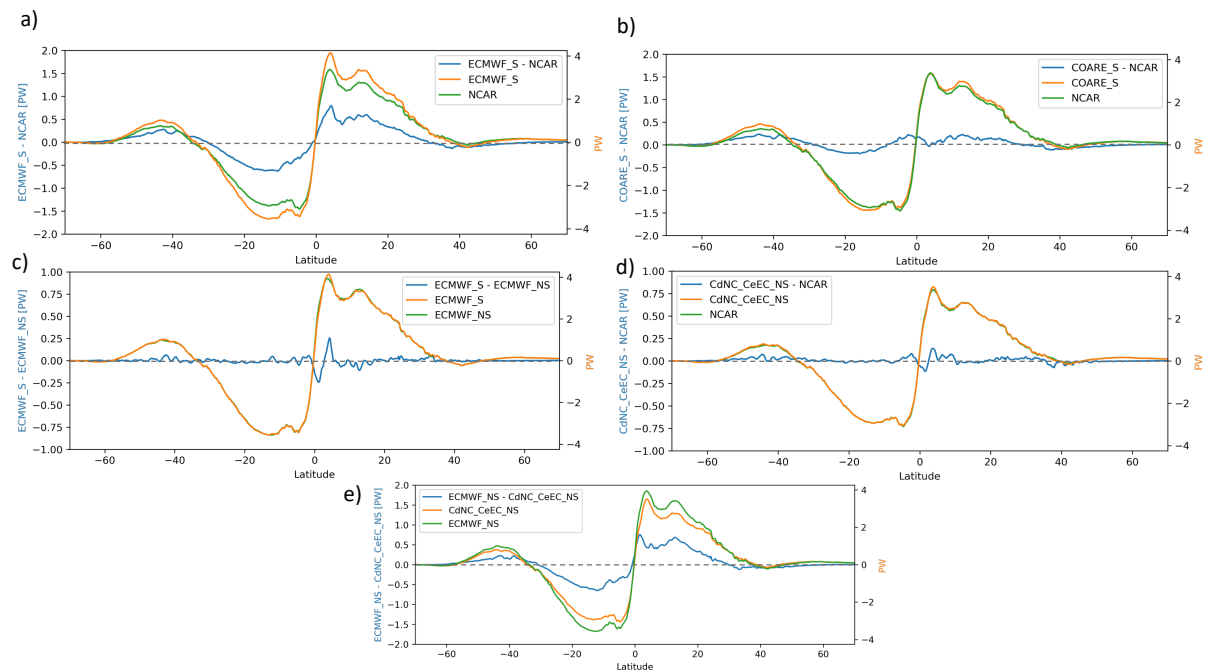 a)
ECMWF_S - NCAR [PW]
2.0
1.5
1.0
0.5
0.0
−0.5
−1.0
−1.5
−2.0
ECMWF_S - NCAR
ECMWF_S
NCAR
4
2
0
−2
−4
PW
−60 −40 −20 0 20 40 60
Latitude
b)
COARE_S - NCAR [PW]
2.0
1.5
1.0
0.5
0.0
−0.5
−1.0
−1.5
−2.0
COARE_S - NCAR
COARE_S
NCAR
4
2
0
−2
−4
PW
−60 −40 −20 0 20 40 60
Latitude
c)
ECMWF_S - ECMWF_NS [PW]
1.00
0.75
0.50
0.25
0.00
−0.25
−0.50
−0.75
−1.00
ECMWF_S - ECMWF_NS
ECMWF_S
ECMWF_NS
4
2
0
−2
−4
PW
−60 −40 −20 0 20 40 60
Latitude
d)
CdNC_CeEC_NS - NCAR [PW]
1.00
0.75
0.50
0.25
0.00
−0.25
−0.50
−0.75
−1.00
CdNC_CeEC_NS - NCAR
CdNC_CeEC_NS
NCAR
4
2
0
−2
−4
PW
−60 −40 −20 0 20 40 60
Latitude
e)
ECMWF_NS - CdNC_CeEC_NS [PW]
2.0
1.5
1.0
0.5
0.0
−0.5
−1.0
−1.5
−2.0
ECMWF_NS - CdNC_CeEC_NS
CdNC_CeEC_NS
ECMWF_NS
4
2
0
−2
−4
PW
−60 −40 −20 0 20 40 60
Latitude